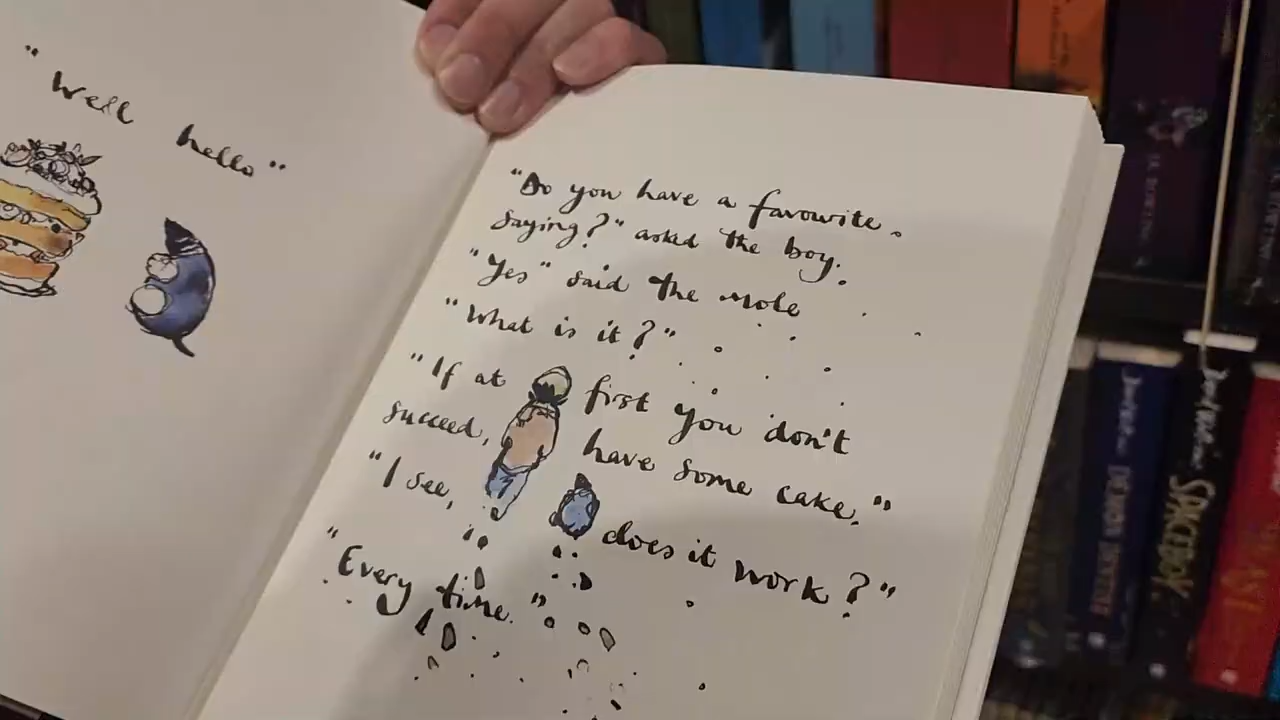 "Well
hello"
"Do you have a favourite
saying?" asked the boy.
"Yes" said the mole
"What is it?"
"If at first you don't
succeed, have some cake."
"I see, does it work?"
"Every time."
SPACEBOY